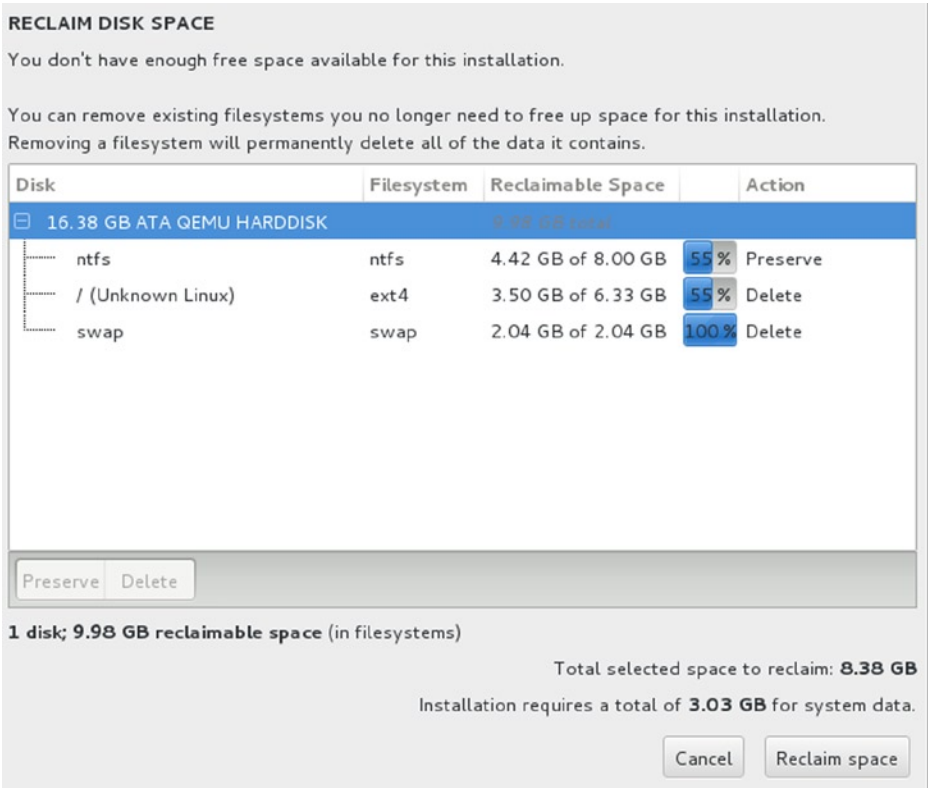 RECLAIM DISK SPACE
You don't have enough free space available for this installation.
You can remove existing filesystems you no longer need to free up space for this installation.
Removing a filesystem will permanently delete all of the data it contains.
Disk Filesystem Reclaimable Space Action
16.38 GB ATA QEMU HARDDISK 9.98 GB total
ntfs ntfs 4.42 GB of 8.00 GB 55 % Preserve
/ (Unknown Linux) ext4 3.50 GB of 6.33 GB 55 % Delete
swap swap 2.04 GB of 2.04 GB 100 % Delete
Preserve Delete
1 disk; 9.98 GB reclaimable space (in filesystems)
Total selected space to reclaim: 8.38 GB
Installation requires a total of 3.03 GB for system data.
Cancel Reclaim space